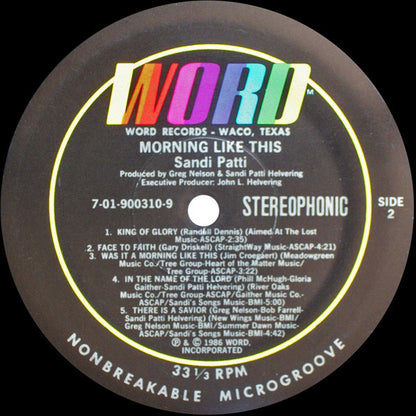 WORD
TM
WORD RECORDS - WACO, TEXAS
MORNING LIKE THIS
Sandi Patti
Produced by Greg Nelson & Sandi Patti Helvering
Executive Producer: John L. Helvering
7-01-900310-9
STEREOPHONIC
SIDE
2
1. KING OF GLORY (Randall Dennis) (Aimed At The Lost
Music-ASCAP-2:35)
2. FACE TO FAITH (Gary Driskell) (StraightWay Music-ASCAP-4:21)
3. WAS IT A MORNING LIKE THIS (Jim Croegaert) (Meadowgreen
Music Co./Tree Group-Heart of the Matter Music/
Tree Group-ASCAP-3:22)
4. IN THE NAME OF THE LORD (Phill McHugh-Gloria
Gaither-Sandi Patti Helvering) (River Oaks
Music Co./Tree Group-ASCAP/Gaither Music Co.-
ASCAP/Sandi's Songs Music-BMI-5:00)
5. THERE IS A SAVIOR (Greg Nelson-Bob Farrell-
Sandi Patti Helvering) (New Wings Music-BMI/
Greg Nelson Music-BMI/Summer Dawn Music-
ASCAP/Sandi's Songs Music-BMI-4:42)
℗ & © 1986 WORD,
INCORPORATED
33 1/3 RPM
NONBREAKABLE MICROGROOVE